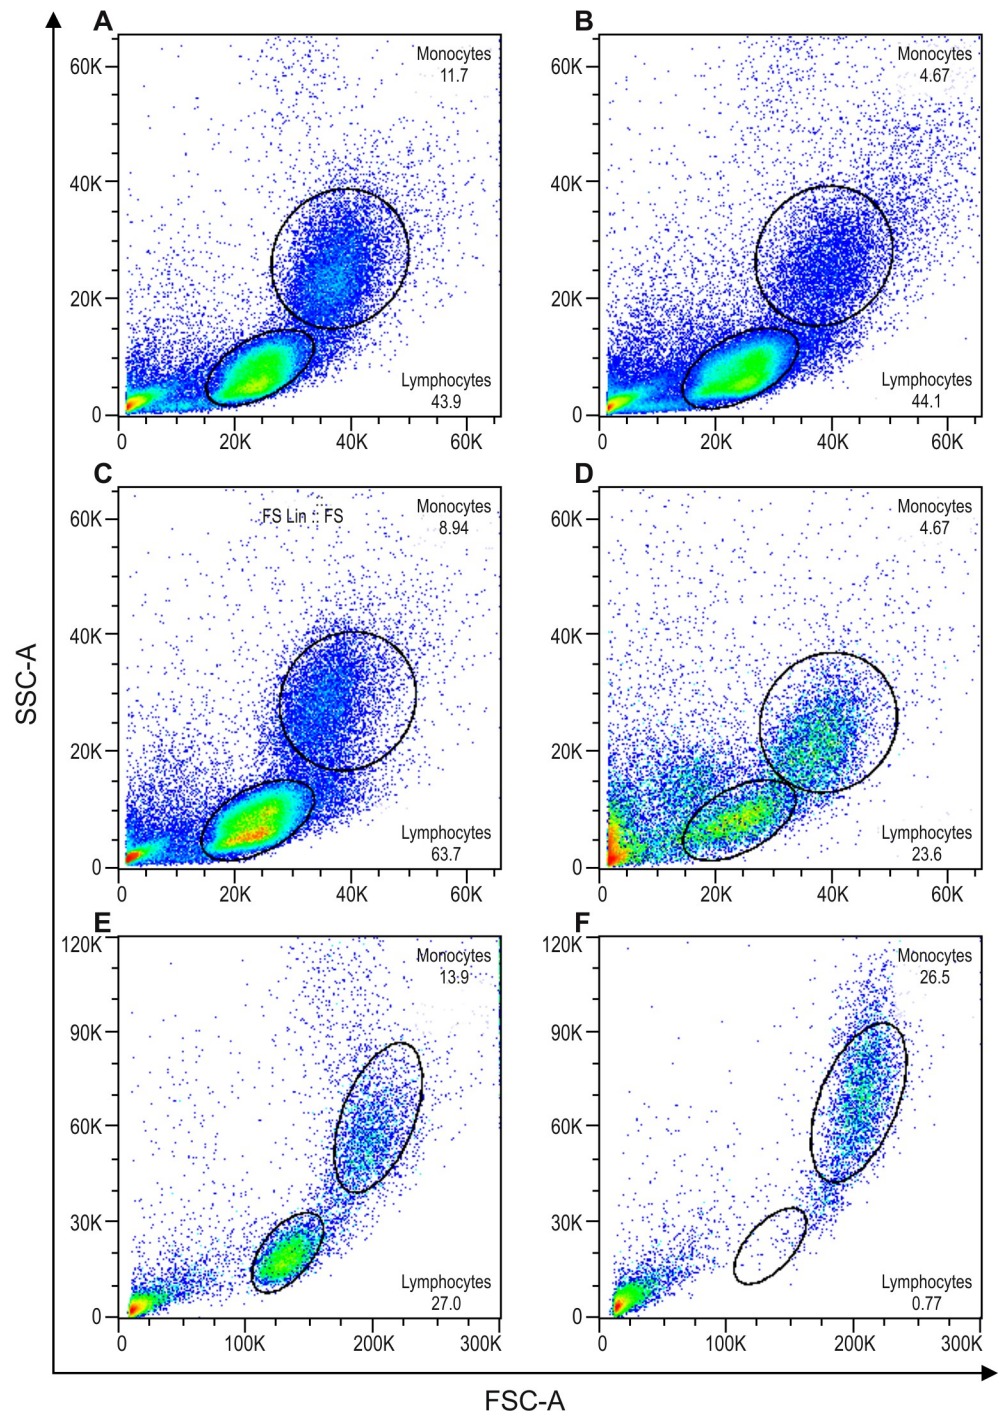 A
Monocytes
11.7
60K
40K
20K
0
Lymphocytes
43.9
0 20K 40K 60K
B
Monocytes
4.67
60K
40K
20K
0
Lymphocytes
44.1
0 20K 40K 60K
C
FS Lin :: FS
Monocytes
8.94
60K
40K
20K
0
Lymphocytes
63.7
0 20K 40K 60K
D
Monocytes
4.67
60K
40K
20K
0
Lymphocytes
23.6
0 20K 40K 60K
E
Monocytes
13.9
120K
90K
60K
30K
0
Lymphocytes
27.0
0 100K 200K 300K
F
Monocytes
26.5
120K
90K
60K
30K
0
Lymphocytes
0.77
0 100K 200K 300K
SSC-A
FSC-A